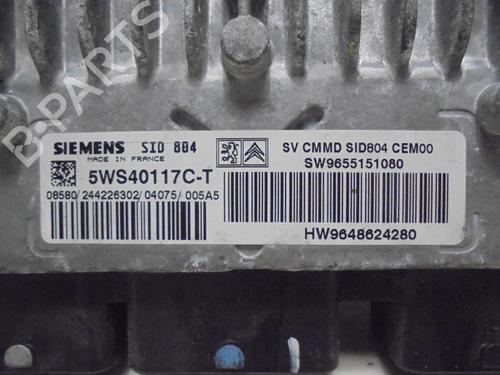 B-PARTS
SIEMENS SID 804
MADE IN FRANCE
5WS40117C-T
08580/244226302/04075/005A5
SV CMMD SID804 CEM00
SW9655151080
HW9648624280